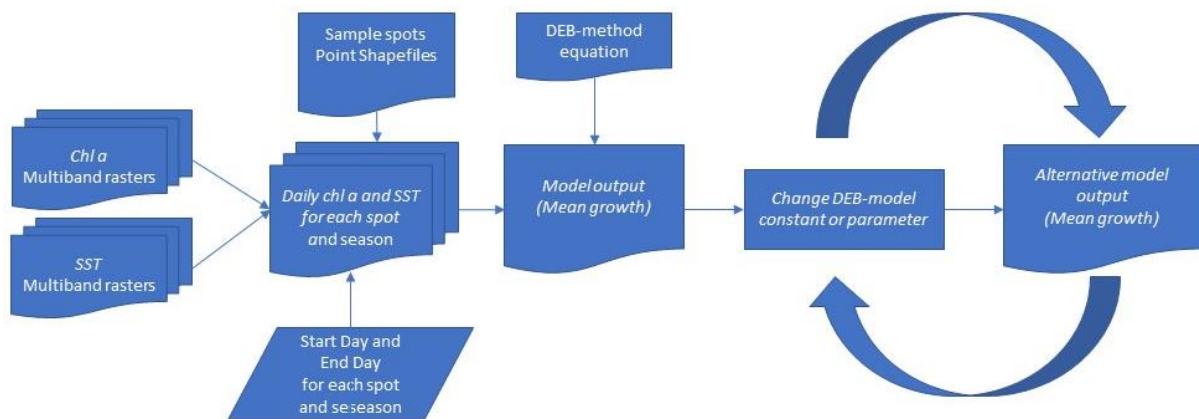 Sample spots
Point Shapefiles
DEB-method
equation
Chl a
Multiband rasters
SST
Multiband rasters
Daily chl a and SST
for each spot
and season
Start Day and
End Day
for each spot
and seseason
Model output
(Mean growth)
Change DEB-model
constant or parameter
Alternative model
output
(Mean growth)